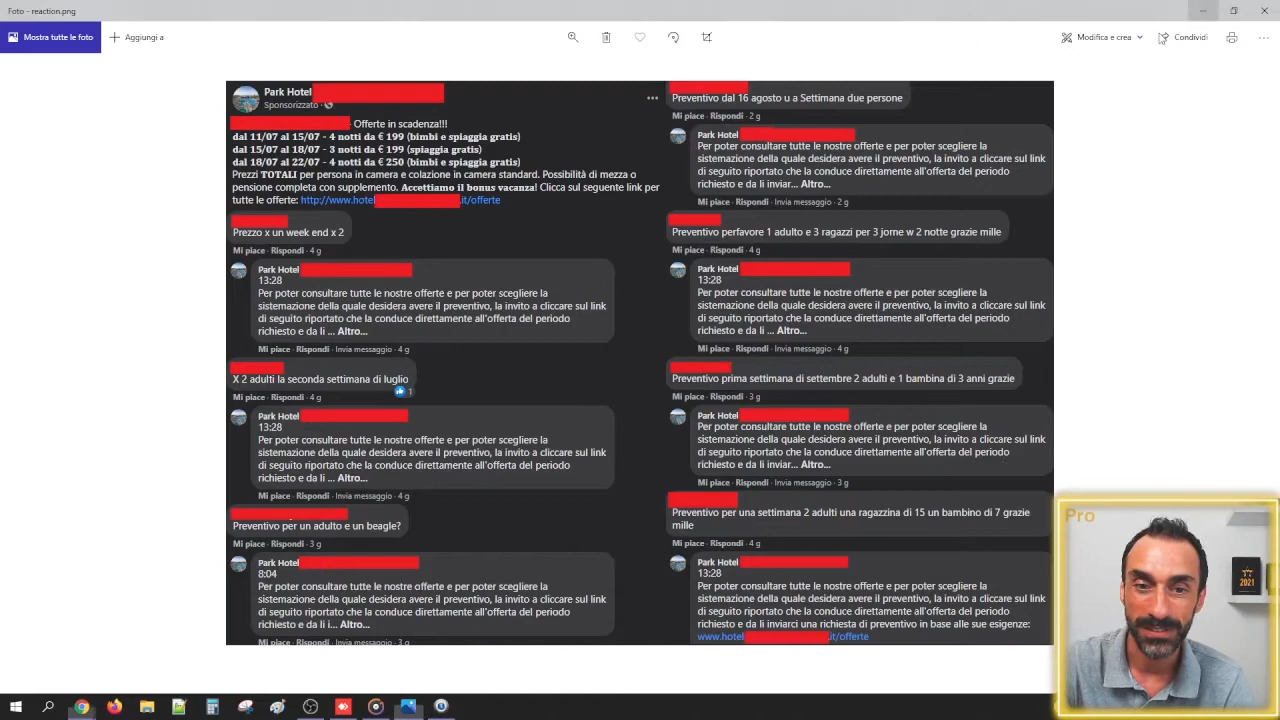 Foto - reaction.png
Mostra tutte le foto
Aggiungi a
Modifica e crea
Condividi
Park Hotel
Sponsorizzato ·
· Offerte in scadenza!!!
dal 11/07 al 15/07 - 4 notti da € 199 (bimbi e spiaggia gratis)
dal 15/07 al 18/07 - 3 notti da € 199 (spiaggia gratis)
dal 18/07 al 22/07 - 4 notti da € 250 (bimbi e spiaggia gratis)
Prezzi TOTALI per persona in camera e colazione in camera standard. Possibilità di mezza o
pensione completa con supplemento. Accettiamo il bonus vacanza! Clicca sul seguente link per
tutte le offerte: http://www.hotel .it/offerte
Prezzo x un week end x 2
Mi piace · Rispondi · 4 g
Park Hotel
13:28
Per poter consultare tutte le nostre offerte e per poter scegliere la
sistemazione della quale desidera avere il preventivo, la invito a cliccare sul link
di seguito riportato che la conduce direttamente all'offerta del periodo
richiesto e da li ... Altro...
Mi piace · Rispondi · Invia messaggio · 4 g
X 2 adulti la seconda settimana di luglio
1
Mi piace · Rispondi · 4 g
Park Hotel
13:28
Per poter consultare tutte le nostre offerte e per poter scegliere la
sistemazione della quale desidera avere il preventivo, la invito a cliccare sul link
di seguito riportato che la conduce direttamente all'offerta del periodo
richiesto e da li ... Altro...
Mi piace · Rispondi · Invia messaggio · 4 g
Preventivo per un adulto e un beagle?
Mi piace · Rispondi · 3 g
Park Hotel
8:04
Per poter consultare tutte le nostre offerte e per poter scegliere la
sistemazione della quale desidera avere il preventivo, la invito a cliccare sul link
di seguito riportato che la conduce direttamente all'offerta del periodo
richiesto e da li i... Altro...
Mi piace · Rispondi · Invia messaggio · 3 g
Preventivo dal 16 agosto u a Settimana due persone
Mi piace · Rispondi · 2 g
Park Hotel
Per poter consultare tutte le nostre offerte e per poter scegliere la
sistemazione della quale desidera avere il preventivo, la invito a cliccare sul link
di seguito riportato che la conduce direttamente all'offerta del periodo
richiesto e da li inviar... Altro...
Mi piace · Rispondi · Invia messaggio · 2 g
Preventivo perfavore 1 adulto e 3 ragazzi per 3 jorne w 2 notte grazie mille
Mi piace · Rispondi · 4 g
Park Hotel
13:28
Per poter consultare tutte le nostre offerte e per poter scegliere la
sistemazione della quale desidera avere il preventivo, la invito a cliccare sul link
di seguito riportato che la conduce direttamente all'offerta del periodo
richiesto e da li ... Altro...
Mi piace · Rispondi · Invia messaggio · 4 g
Preventivo prima settimana di settembre 2 adulti e 1 bambina di 3 anni grazie
Mi piace · Rispondi · 3 g
Park Hotel
Per poter consultare tutte le nostre offerte e per poter scegliere la
sistemazione della quale desidera avere il preventivo, la invito a cliccare sul link
di seguito riportato che la conduce direttamente all'offerta del periodo
richiesto e da li inviar... Altro...
Mi piace · Rispondi · Invia messaggio · 3 g
Preventivo per una settimana 2 adulti una ragazzina di 15 un bambino di 7 grazie
mille
Mi piace · Rispondi · 4 g
Park Hotel
13:28
Per poter consultare tutte le nostre offerte e per poter scegliere la
sistemazione della quale desidera avere il preventivo, la invito a cliccare sul link
di seguito riportato che la conduce direttamente all'offerta del periodo
richiesto e da li inviarci una richiesta di preventivo in base alle sue esigenze:
www.hotel .it/offerte
Pro
2021